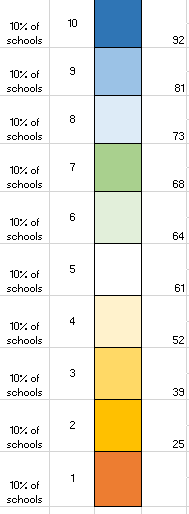 10% of schools 10 92
10% of schools 9 81
10% of schools 8 73
10% of schools 7 68
10% of schools 6 64
10% of schools 5 61
10% of schools 4 52
10% of schools 3 39
10% of schools 2 25
10% of schools 1